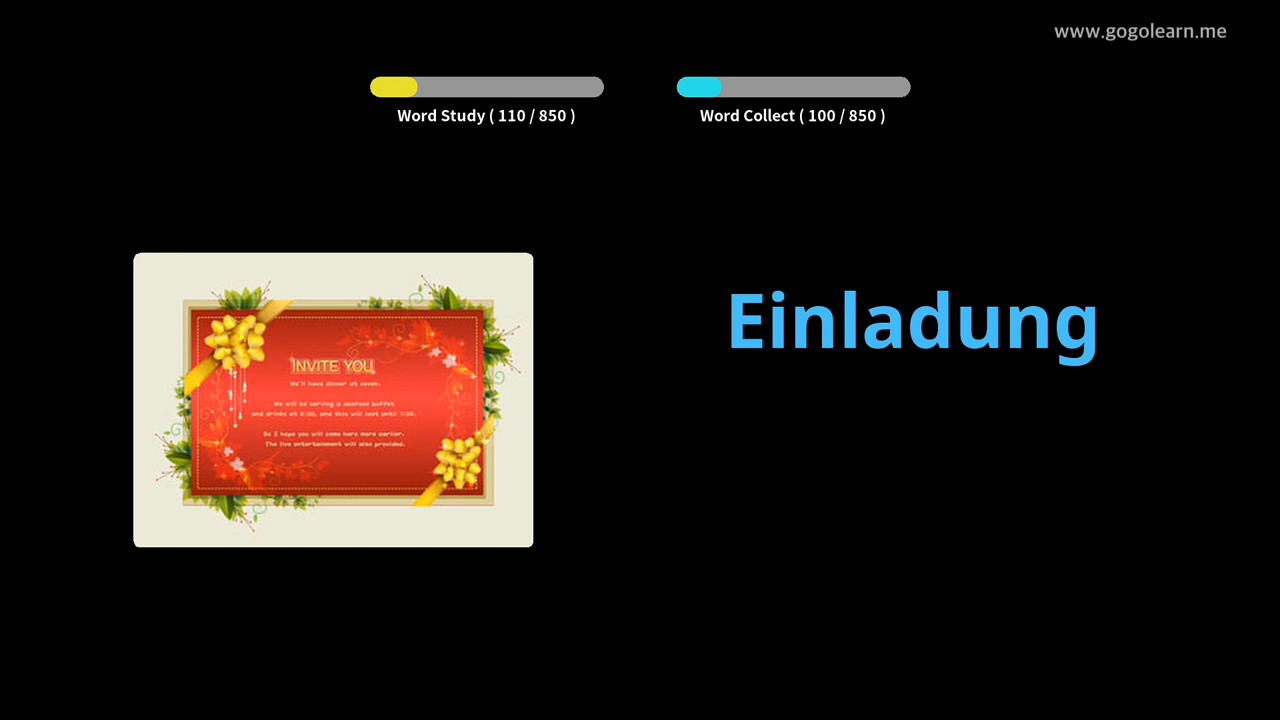 www.gogolearn.me
Word Study ( 110 / 850 )
Word Collect ( 100 / 850 )
Einladung
INVITE YOU
We'll have dinner at seven.
We will be serving a seafood buffet
and drinks at 6:30, and this will last until 7:30.
So I hope you will come here more earlier.
The live entertainment will also provided.